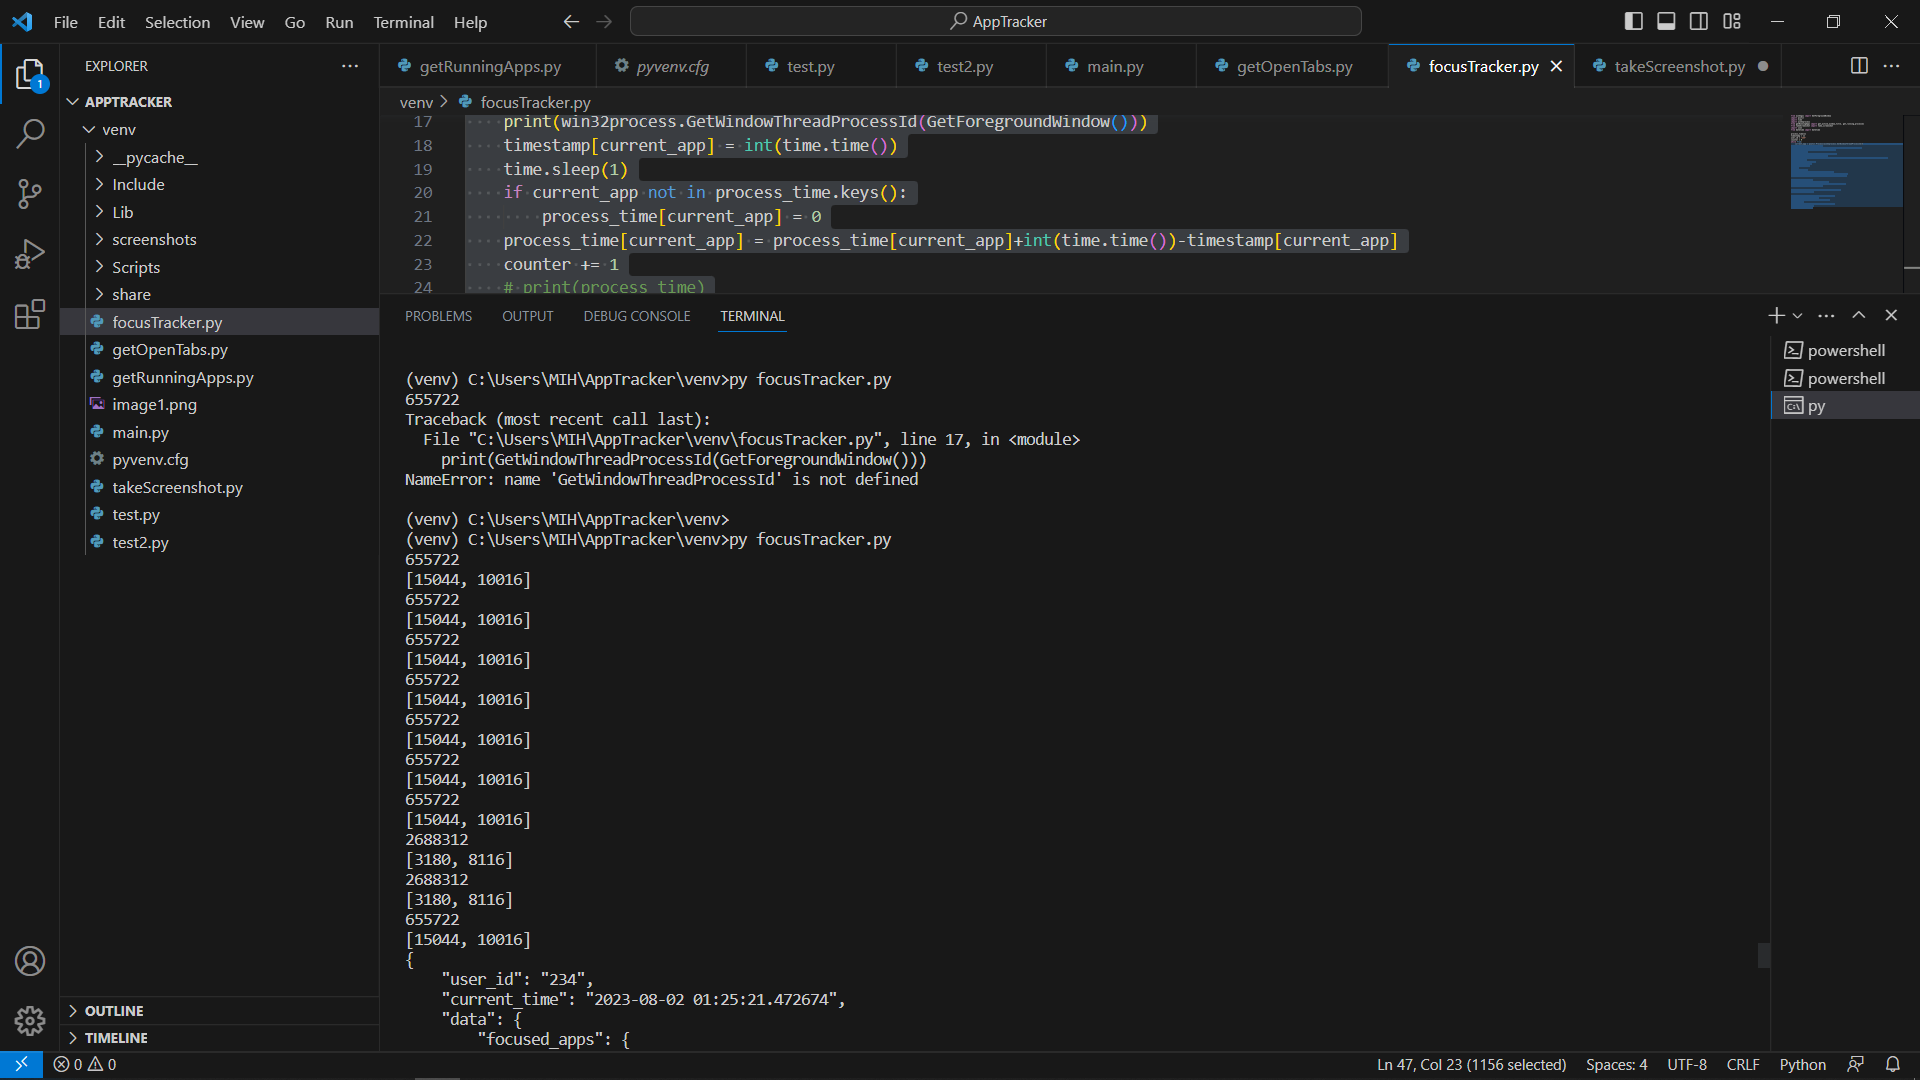 File Edit Selection View Go Run Terminal Help
AppTracker
EXPLORER
1
APPTRACKER
venv
__pycache__
Include
Lib
screenshots
Scripts
share
focusTracker.py
getOpenTabs.py
getRunningApps.py
image1.png
main.py
pyvenv.cfg
takeScreenshot.py
test.py
test2.py
OUTLINE
TIMELINE
getRunningApps.py pyvenv.cfg test.py test2.py main.py getOpenTabs.py focusTracker.py takeScreenshot.py
venv > focusTracker.py
17 print(win32process.GetWindowThreadProcessId(GetForegroundWindow()))
18 timestamp[current_app] = int(time.time())
19 time.sleep(1)
20 if current_app not in process_time.keys():
21 process_time[current_app] = 0
22 process_time[current_app] = process_time[current_app]+int(time.time())-timestamp[current_app]
23 counter += 1
24 # print(process_time)
PROBLEMS OUTPUT DEBUG CONSOLE TERMINAL
(venv) C:\Users\MIH\AppTracker\venv>py focusTracker.py
655722
Traceback (most recent call last):
File "C:\Users\MIH\AppTracker\venv\focusTracker.py", line 17, in <module>
print(GetWindowThreadProcessId(GetForegroundWindow()))
NameError: name 'GetWindowThreadProcessId' is not defined
(venv) C:\Users\MIH\AppTracker\venv>
(venv) C:\Users\MIH\AppTracker\venv>py focusTracker.py
655722
[15044, 10016]
655722
[15044, 10016]
655722
[15044, 10016]
655722
[15044, 10016]
655722
[15044, 10016]
655722
[15044, 10016]
655722
[15044, 10016]
2688312
[3180, 8116]
2688312
[3180, 8116]
655722
[15044, 10016]
{
"user_id": "234",
"current_time": "2023-08-02 01:25:21.472674",
"data": {
"focused_apps": {
powershell
powershell
py
0 0
Ln 47, Col 23 (1156 selected) Spaces: 4 UTF-8 CRLF Python